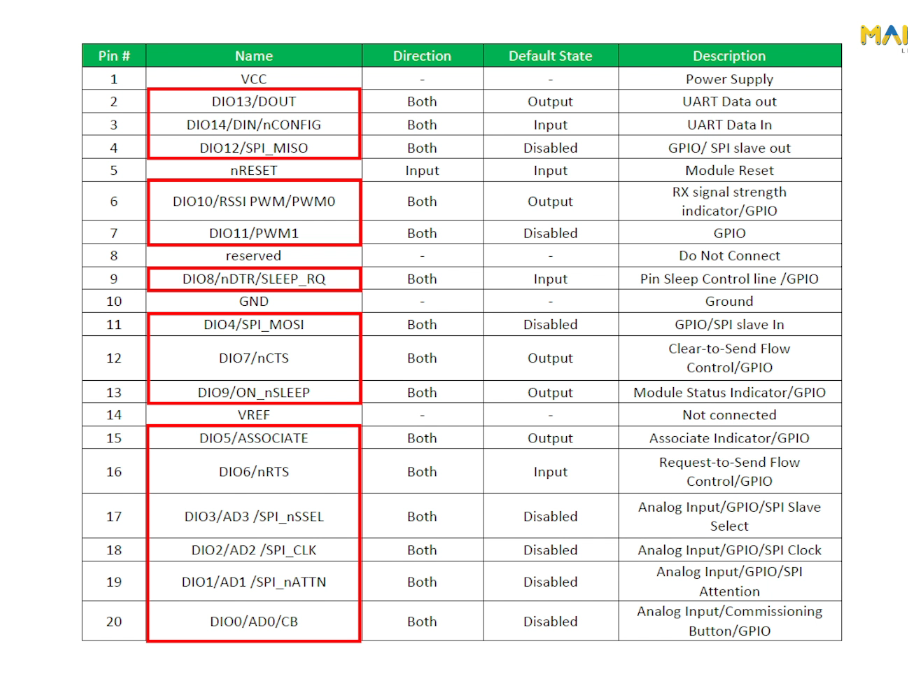 Pin # Name Direction Default State Description
1 VCC - - Power Supply
2 DIO13/DOUT Both Output UART Data out
3 DIO14/DIN/nCONFIG Both Input UART Data In
4 DIO12/SPI_MISO Both Disabled GPIO/ SPI slave out
5 nRESET Input Input Module Reset
6 DIO10/RSSI PWM/PWM0 Both Output RX signal strength
indicator/GPIO
7 DIO11/PWM1 Both Disabled GPIO
8 reserved - - Do Not Connect
9 DIO8/nDTR/SLEEP_RQ Both Input Pin Sleep Control line /GPIO
10 GND - - Ground
11 DIO4/SPI_MOSI Both Disabled GPIO/SPI slave In
12 DIO7/nCTS Both Output Clear-to-Send Flow
Control/GPIO
13 DIO9/ON_nSLEEP Both Output Module Status Indicator/GPIO
14 VREF - - Not connected
15 DIO5/ASSOCIATE Both Output Associate Indicator/GPIO
16 DIO6/nRTS Both Input Request-to-Send Flow
Control/GPIO
17 DIO3/AD3 /SPI_nSSEL Both Disabled Analog Input/GPIO/SPI Slave
Select
18 DIO2/AD2 /SPI_CLK Both Disabled Analog Input/GPIO/SPI Clock
19 DIO1/AD1 /SPI_nATTN Both Disabled Analog Input/GPIO/SPI
Attention
20 DIO0/AD0/CB Both Disabled Analog Input/Commissioning
Button/GPIO